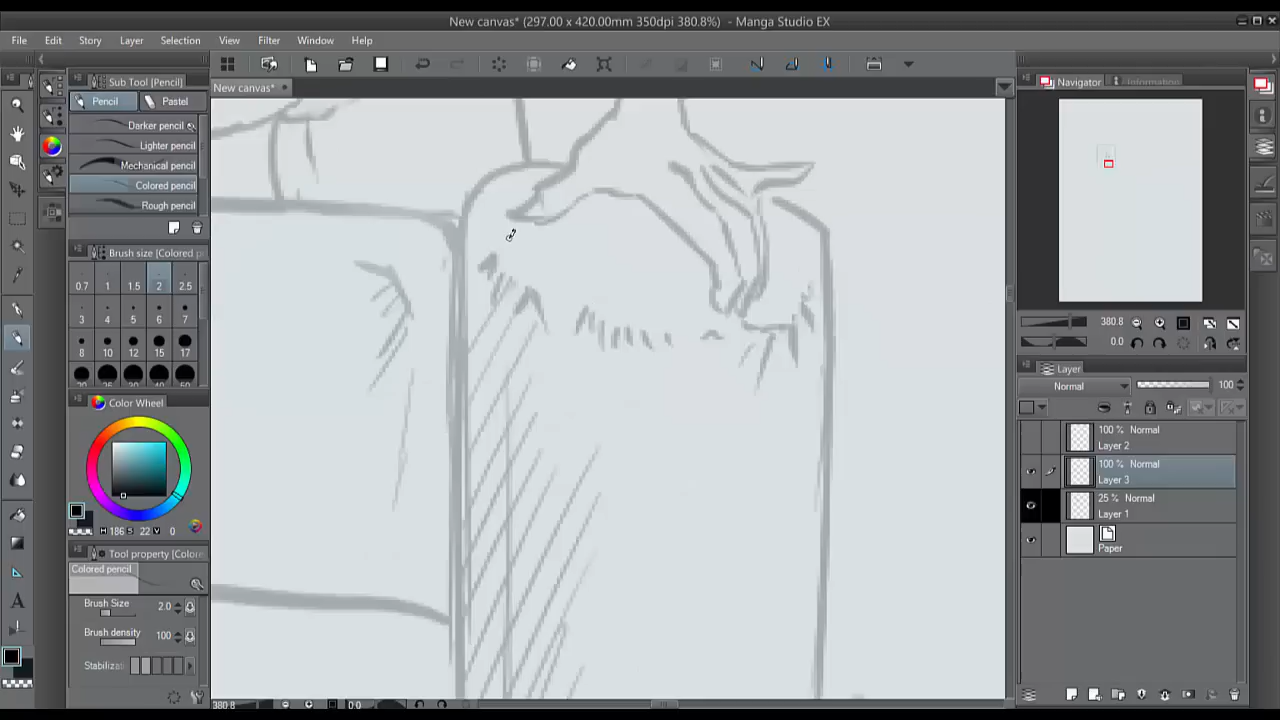 New canvas* (297.00 x 420.00mm 350dpi 380.8%) - Manga Studio EX
File Edit Story Layer Selection View Filter Window Help
Sub Tool [Pencil]
Pencil Pastel
Darker pencil
Lighter pencil
Mechanical pencil
Colored pencil
Rough pencil
Brush size [Colored p
0.7 1 1.5 2 2.5
3 4 5 6 7
8 10 12 15 17
Color Wheel
H 186 S 22 V 0
Tool property [Colore
Colored pencil
Brush Size 2.0
Brush density 100
Stabiliza
New canvas*
380.8 0.0
Navigator Information
380.8
0.0
Layer
Normal 100
100 % Normal
Layer 2
100 % Normal
Layer 3
25 % Normal
Layer 1
Paper